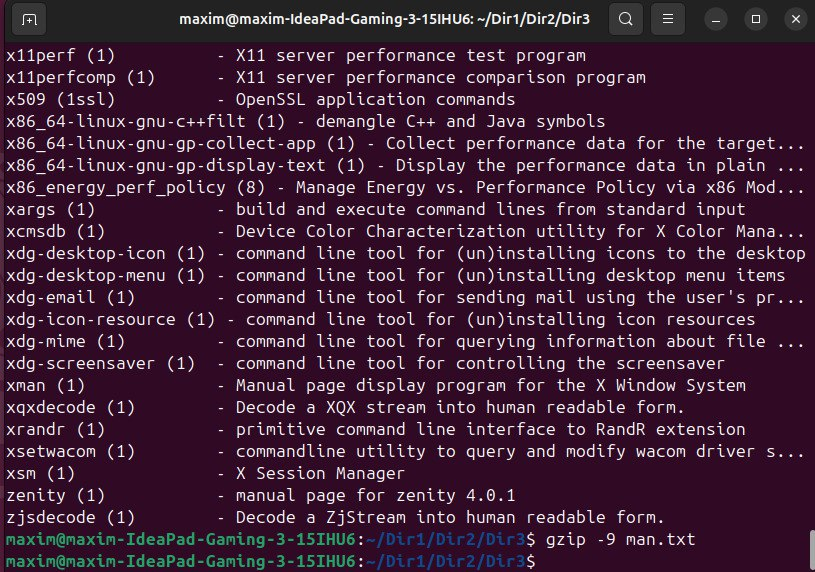 maxim@maxim-IdeaPad-Gaming-3-15IHU6: ~/Dir1/Dir2/Dir3
x11perf (1)          - X11 server performance test program
x11perfcomp (1)      - X11 server performance comparison program
x509 (1ssl)          - OpenSSL application commands
x86_64-linux-gnu-c++filt (1) - demangle C++ and Java symbols
x86_64-linux-gnu-gp-collect-app (1) - Collect performance data for the target...
x86_64-linux-gnu-gp-display-text (1) - Display the performance data in plain ...
x86_energy_perf_policy (8) - Manage Energy vs. Performance Policy via x86 Mod...
xargs (1)            - build and execute command lines from standard input
xcmsdb (1)           - Device Color Characterization utility for X Color Mana...
xdg-desktop-icon (1) - command line tool for (un)installing icons to the desktop
xdg-desktop-menu (1) - command line tool for (un)installing desktop menu items
xdg-email (1)        - command line tool for sending mail using the user's pr...
xdg-icon-resource (1) - command line tool for (un)installing icon resources
xdg-mime (1)         - command line tool for querying information about file ...
xdg-screensaver (1)  - command line tool for controlling the screensaver
xman (1)             - Manual page display program for the X Window System
xqxdecode (1)        - Decode a XQX stream into human readable form.
xrandr (1)           - primitive command line interface to RandR extension
xsetwacom (1)        - commandline utility to query and modify wacom driver s...
xsm (1)              - X Session Manager
zenity (1)           - manual page for zenity 4.0.1
zjsdecode (1)        - Decode a ZjStream into human readable form.
maxim@maxim-IdeaPad-Gaming-3-15IHU6:~/Dir1/Dir2/Dir3$ gzip -9 man.txt
maxim@maxim-IdeaPad-Gaming-3-15IHU6:~/Dir1/Dir2/Dir3$